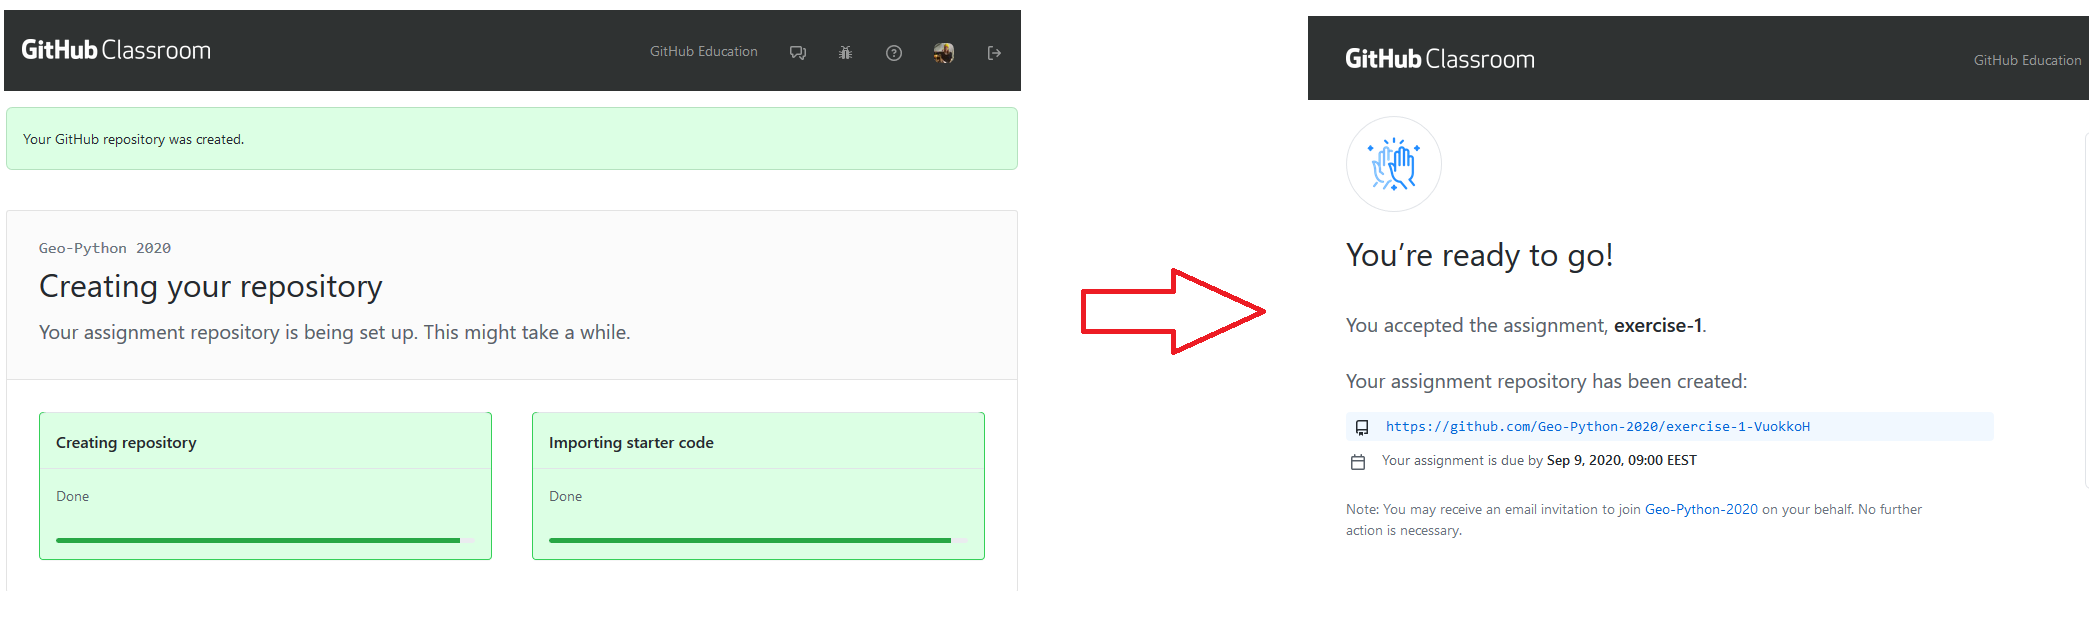 GitHub Classroom
GitHub Education
Your GitHub repository was created.
Geo-Python 2020
Creating your repository
Your assignment repository is being set up. This might take a while.
Creating repository
Done
Importing starter code
Done
GitHub Classroom
GitHub Education
You’re ready to go!
You accepted the assignment, exercise-1.
Your assignment repository has been created:
https://github.com/Geo-Python-2020/exercise-1-VuokkoH
Your assignment is due by Sep 9, 2020, 09:00 EEST
Note: You may receive an email invitation to join Geo-Python-2020 on your behalf. No further
action is necessary.